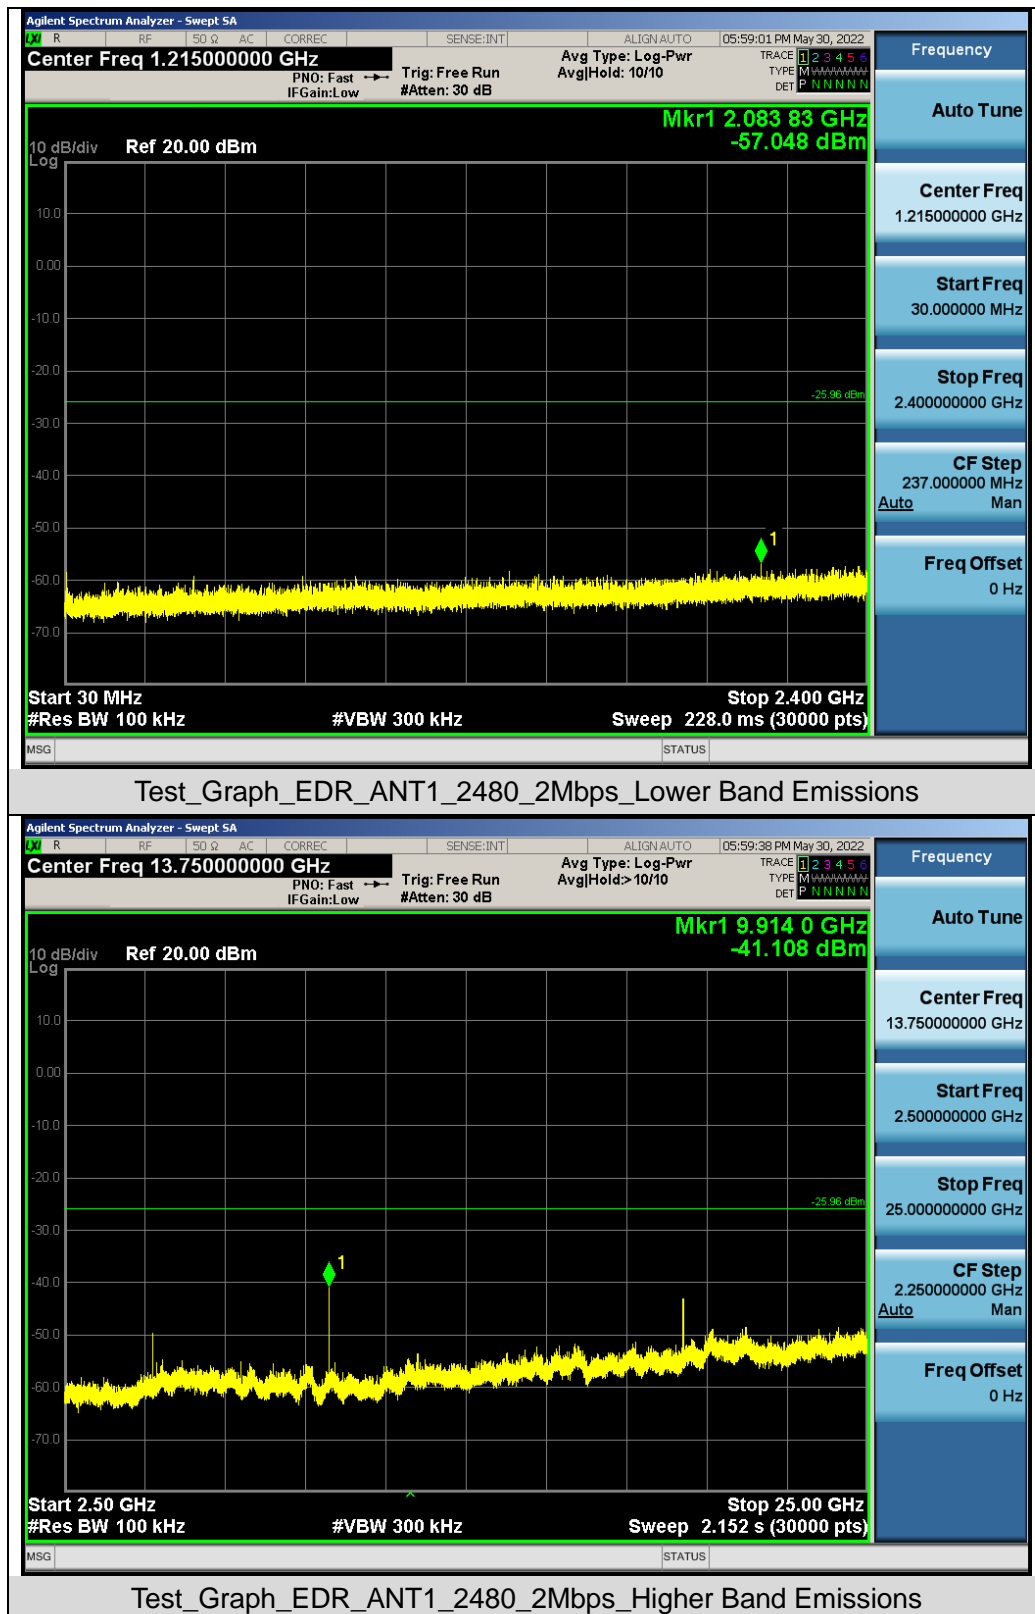 Agilent Spectrum Analyzer - Swept SA
LXI R RF 50 Ω AC CORREC SENSE:INT ALIGN AUTO 05:59:01 PM May 30, 2022
Center Freq 1.215000000 GHz Avg Type: Log-Pwr TRACE 1 2 3 4 5 6
PNO: Fast Trig: Free Run Avg|Hold: 10/10 TYPE M WWWWW
IFGain:Low #Atten: 30 dB DET P N N N N N
Mkr1 2.083 83 GHz
-57.048 dBm
10 dB/div Ref 20.00 dBm
Log
10.0
0.00
-10.0
-20.0
-25.96 dBm
-30.0
-40.0
-50.0
1
-60.0
-70.0
Start 30 MHz Stop 2.400 GHz
#Res BW 100 kHz #VBW 300 kHz Sweep 228.0 ms (30000 pts)
MSG STATUS
Frequency
Auto Tune
Center Freq
1.215000000 GHz
Start Freq
30.000000 MHz
Stop Freq
2.400000000 GHz
CF Step
237.000000 MHz
Auto Man
Freq Offset
0 Hz
Test_Graph_EDR_ANT1_2480_2Mbps_Lower Band Emissions
Agilent Spectrum Analyzer - Swept SA
LXI R RF 50 Ω AC CORREC SENSE:INT ALIGN AUTO 05:59:38 PM May 30, 2022
Center Freq 13.750000000 GHz Avg Type: Log-Pwr TRACE 1 2 3 4 5 6
PNO: Fast Trig: Free Run Avg|Hold:>10/10 TYPE M WWWWW
IFGain:Low #Atten: 30 dB DET P N N N N N
Mkr1 9.914 0 GHz
-41.108 dBm
10 dB/div Ref 20.00 dBm
Log
10.0
0.00
-10.0
-20.0
-25.96 dBm
-30.0
1
-40.0
-50.0
-60.0
-70.0
Start 2.50 GHz Stop 25.00 GHz
#Res BW 100 kHz #VBW 300 kHz Sweep 2.152 s (30000 pts)
MSG STATUS
Frequency
Auto Tune
Center Freq
13.750000000 GHz
Start Freq
2.500000000 GHz
Stop Freq
25.000000000 GHz
CF Step
2.250000000 GHz
Auto Man
Freq Offset
0 Hz
Test_Graph_EDR_ANT1_2480_2Mbps_Higher Band Emissions